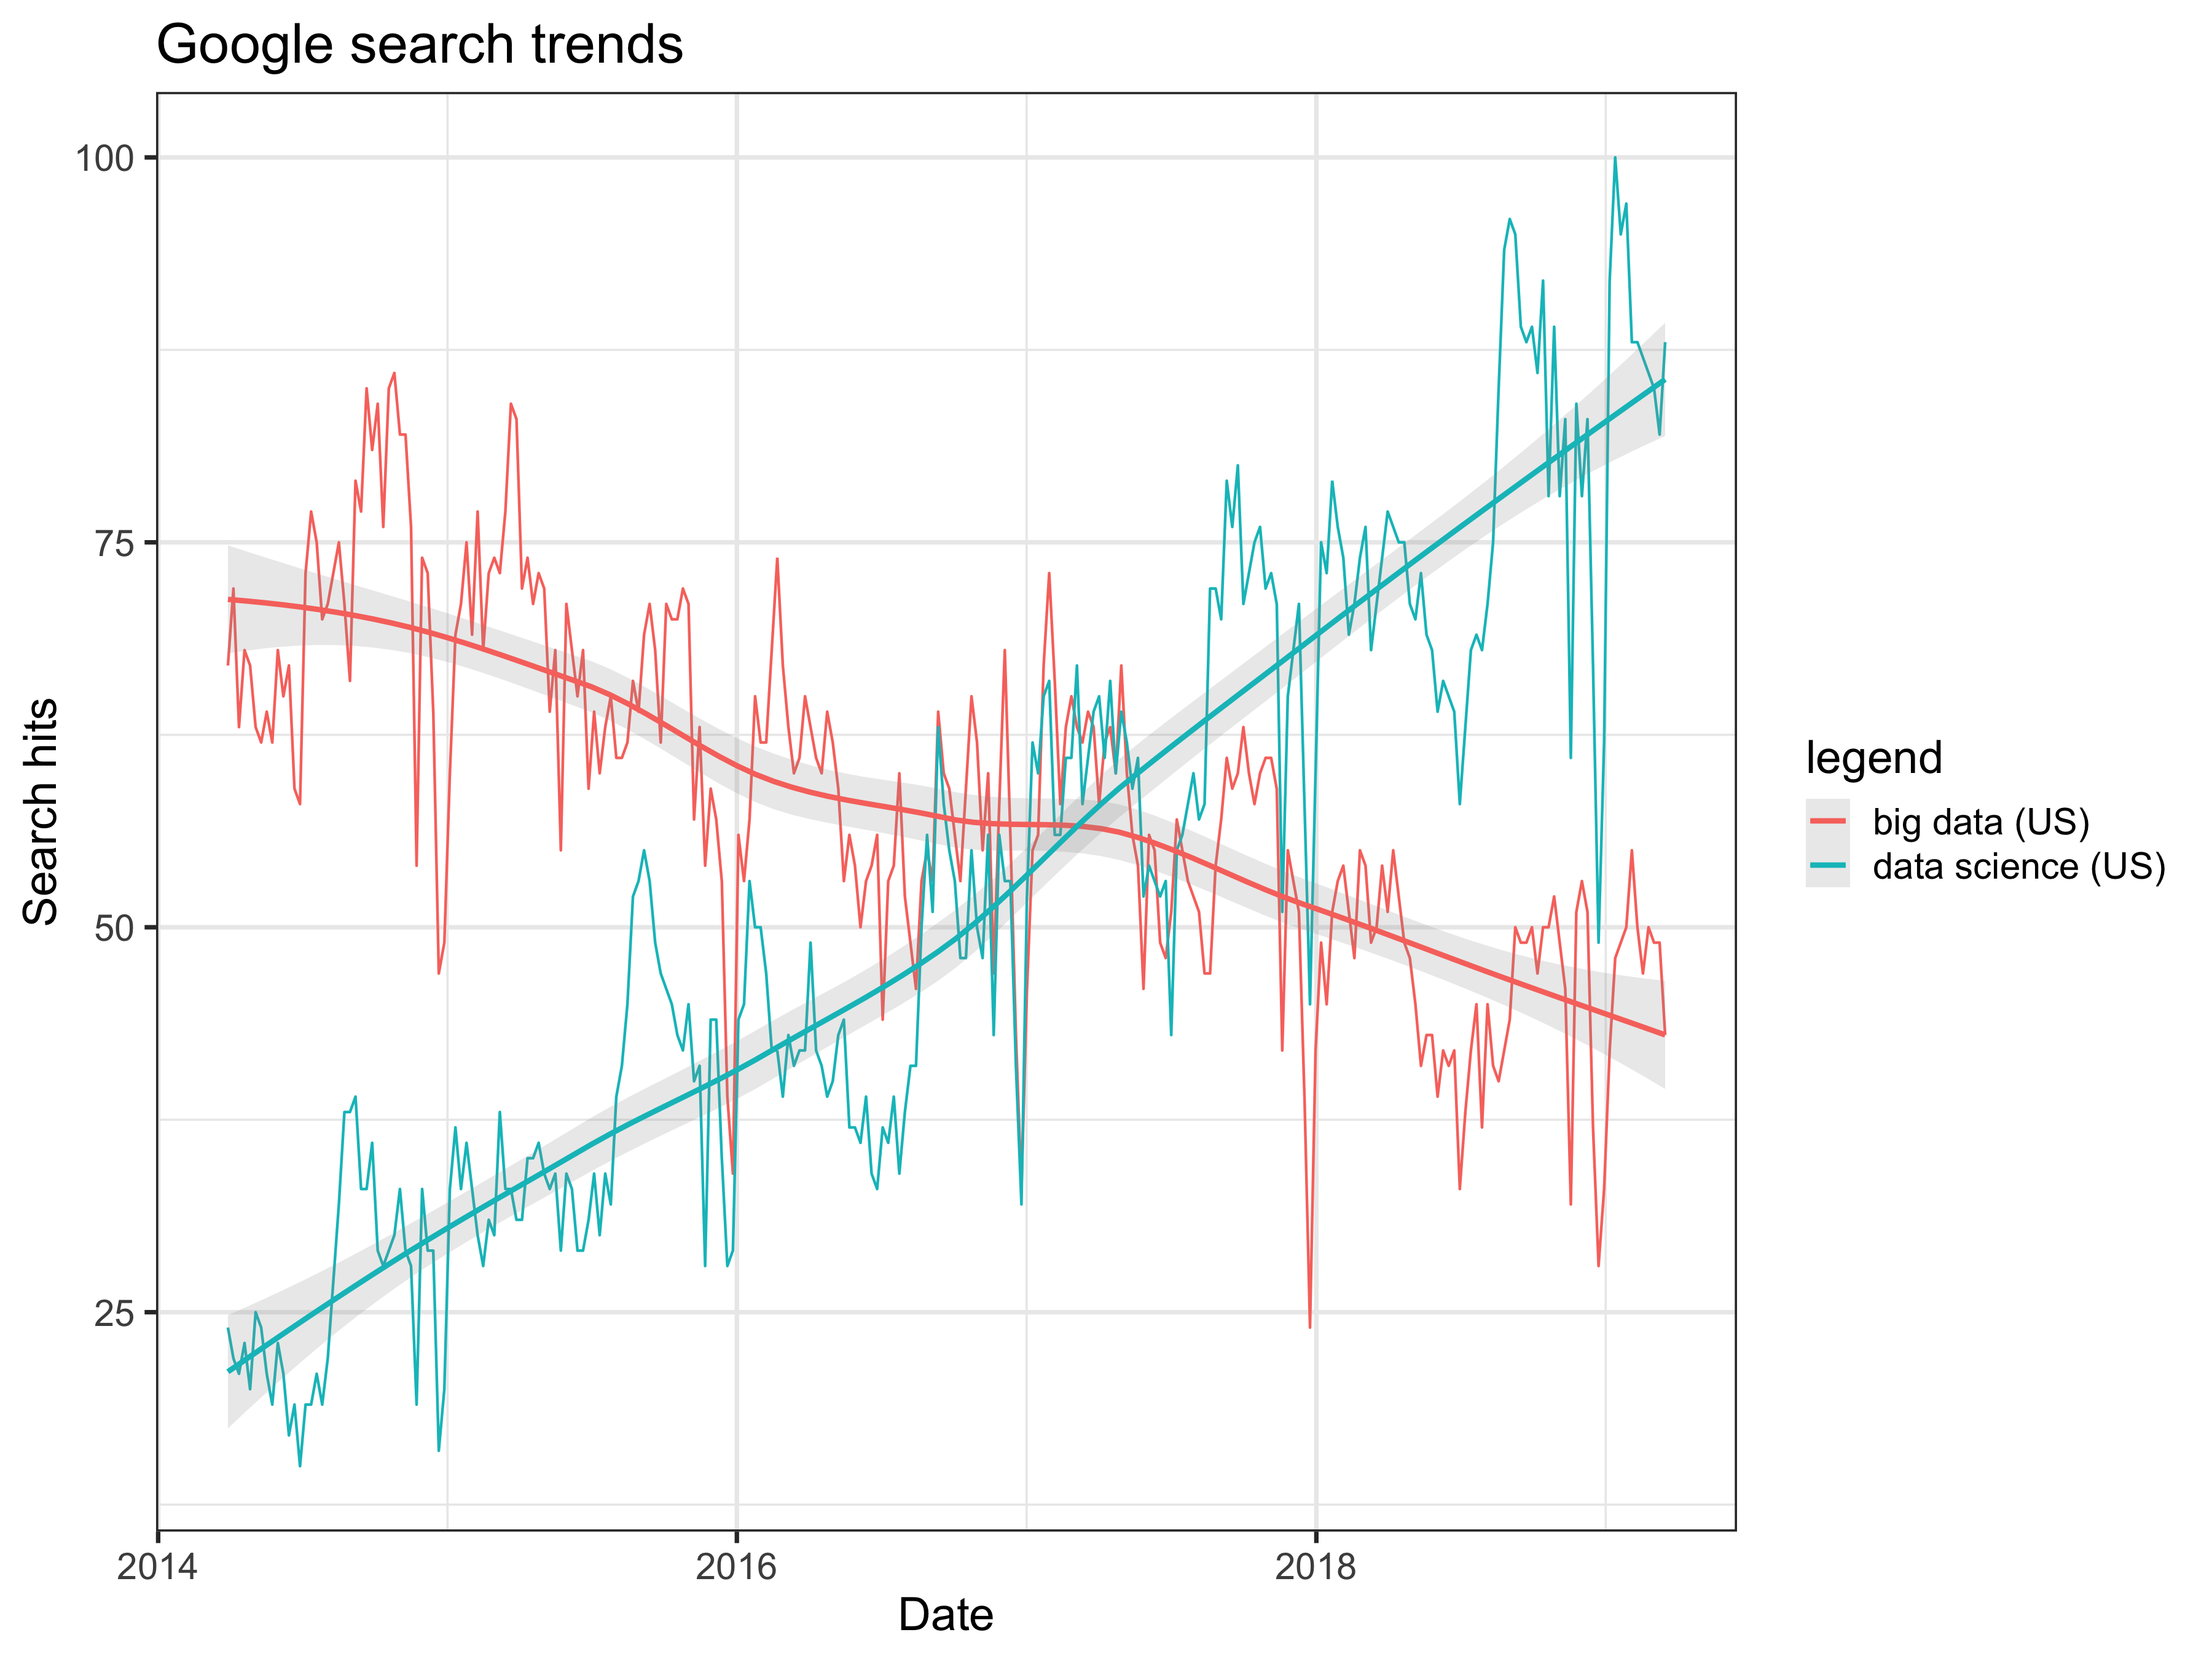 Google search trends
100
75
50
25
Search hits
2014
2016
2018
Date
legend
big data (US)
data science (US)